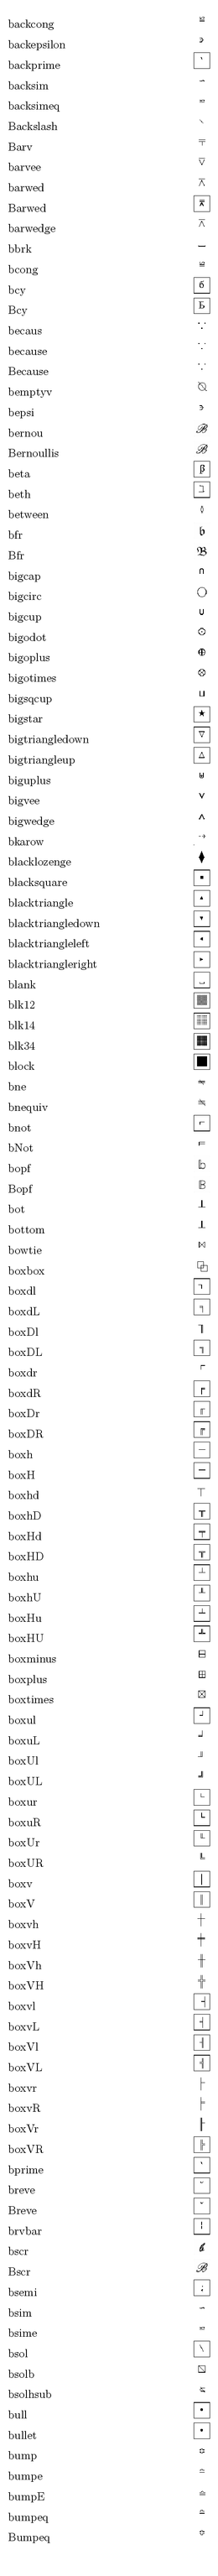 backcong ≌
backepsilon ϶
backprime ‵
backsim ∽
backsimeq ⋍
Backslash ∖
Barv ⫧
barvee ⊽
barwed ⌅
Barwed ⌆
barwedge ⌅
bbrk
bcong ≌
bcy б
Bcy Б
becaus ∵
because ∵
Because ∵
bemptyv ⦰
bepsi ϶
bernou ℬ
Bernoullis ℬ
beta β
beth ℶ
between ≬
bfr 𝔟
Bfr 𝔅
bigcap ⋂
bigcirc ◯
bigcup ⋃
bigodot ⨀
bigoplus ⨁
bigotimes ⨂
bigsqcup ⨆
bigstar ★
bigtriangledown ▽
bigtriangleup △
biguplus ⨄
bigvee ⋁
bigwedge ⋀
bkarow ⤍
blacklozenge ⧫
blacksquare ▪
blacktriangle ▴
blacktriangledown ▾
blacktriangleleft ◂
blacktriangleright ▸
blank ␣
blk12 ▒
blk14 ░
blk34 ▓
block █
bne
bnequiv
bnot ⌐
bNot
bopf 𝕓
Bopf 𝔹
bot ⊥
bottom ⊥
bowtie ⋈
boxbox ⧉
boxdl ┐
boxdL ╕
boxDl ╖
boxDL ╗
boxdr ┌
boxdR ╒
boxDr ╓
boxDR ╔
boxh ─
boxH ═
boxhd ┬
boxhD ╥
boxHd ╤
boxHD ╦
boxhu ┴
boxhU ╨
boxHu ╧
boxHU ╩
boxminus ⊟
boxplus ⊞
boxtimes ⊠
boxul ┘
boxuL ╛
boxUl ╜
boxUL ╝
boxur └
boxuR ╘
boxUr ╙
boxUR ╚
boxv │
boxV ║
boxvh ┼
boxvH ╪
boxVh ╫
boxVH ╬
boxvl ┤
boxvL ╡
boxVl ╢
boxVL ╣
boxvr ├
boxvR ╞
boxVr ╟
boxVR ╠
bprime ‵
breve ˘
Breve ˘
brvbar ¦
bscr 𝒷
Bscr ℬ
bsemi ⁏
bsim ∽
bsime ⋍
bsol \
bsolb ⧅
bsolhsub
bull •
bullet •
bump ≎
bumpe ≏
bumpE ⪮
bumpeq ≏
Bumpeq ≎